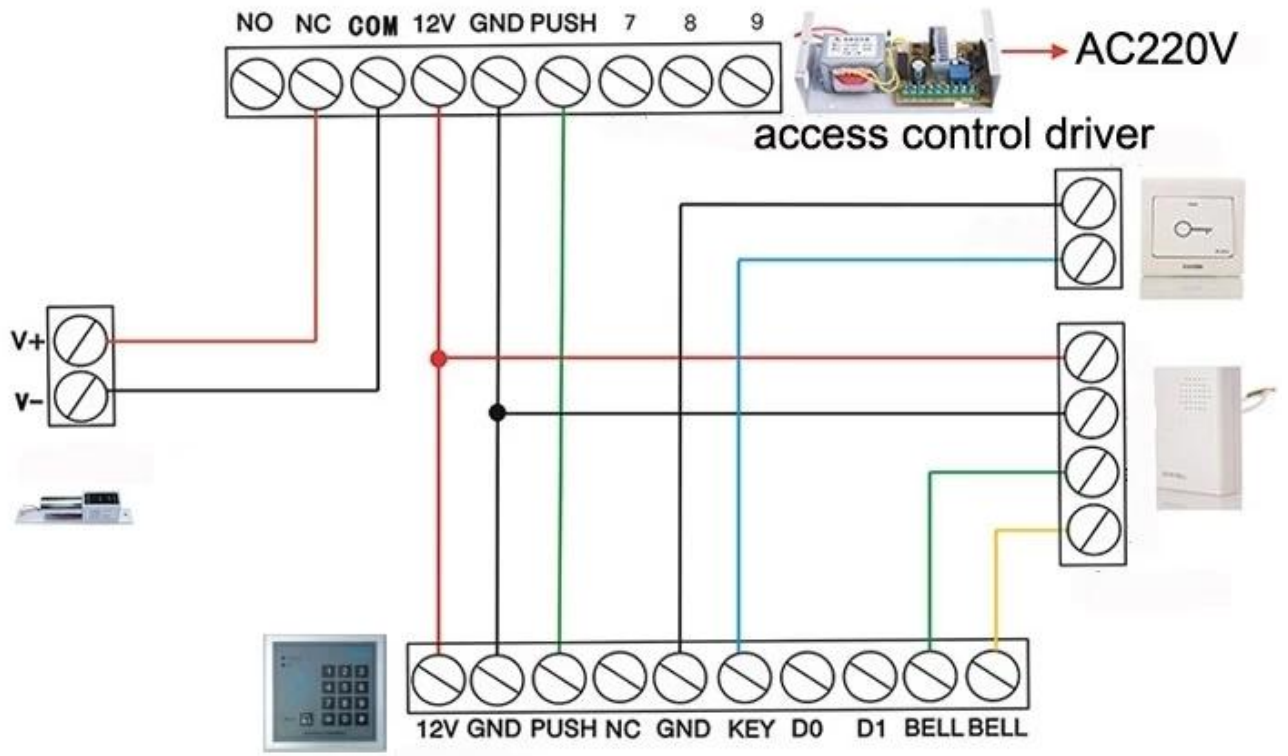 NO NC COM 12V GND PUSH 7 8 9
AC220V
access control driver
V+
V-
12V GND PUSH NC GND KEY D0 D1 BELL BELL